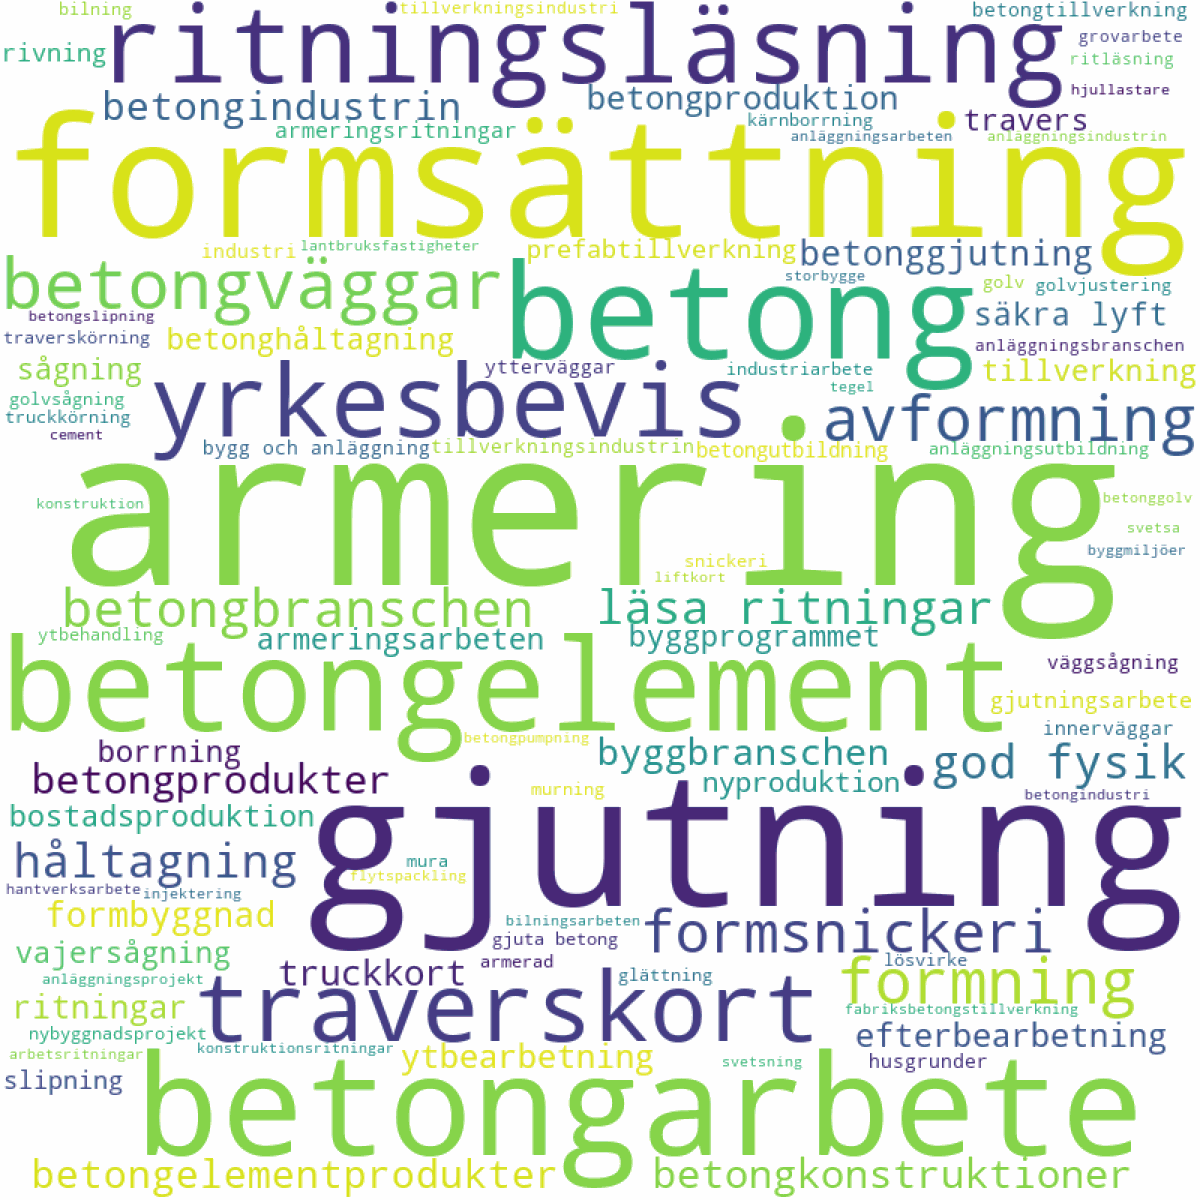 bilning
tillverkningsindustri
betongtillverkning
rivning
ritningsläsning
grovarbete
ritläsning
hjullastare
betongindustrin
betongproduktion
armeringsritningar
kärnborrning
travers
anläggningsarbeten
anläggningsindustrin
formsättning
industri
lantbruksfastigheter
prefabtillverkning
betonggjutning
betongväggar
betong
storbygge
golv
golvjustering
betongslipning
säkra lyft
traverskörning
betonghåltagning
anläggningsbranschen
sågning
yrkesbevis
ytterväggar
industriarbete
tillverkning
tegel
golvsågning
truckkörning
avformning
cement
bygg och anläggning
tillverkningsindustrin
betongutbildning
anläggningsutbildning
armering
konstruktion
betonggolv
svetsa
byggmiljöer
snickeri
liftkort
betongbranschen
läsa ritningar
ytbehandling
armeringsarbeten
byggprogrammet
betongelement
väggsågning
gjutningsarbete
innerväggar
betongpumpning
borrning
byggbranschen
god fysik
betongprodukter
nyproduktion
murning
betongindustri
bostadsproduktion
gjutning
håltagning
mura
flytspackling
hantverksarbete
injektering
formbyggnad
bilningsarbeten
formsnickeri
gjuta betong
vajersågning
armerad
lösvirke
truckkort
glättning
formning
anläggningsprojekt
ritningar
traverskort
fabriksbetongtillverkning
nybyggnadsprojekt
efterbearbetning
arbetsritningar
konstruktionsritningar
ytbearbetning
svetsning
husgrunder
slipning
betongarbete
betongelementprodukter
betongkonstruktioner